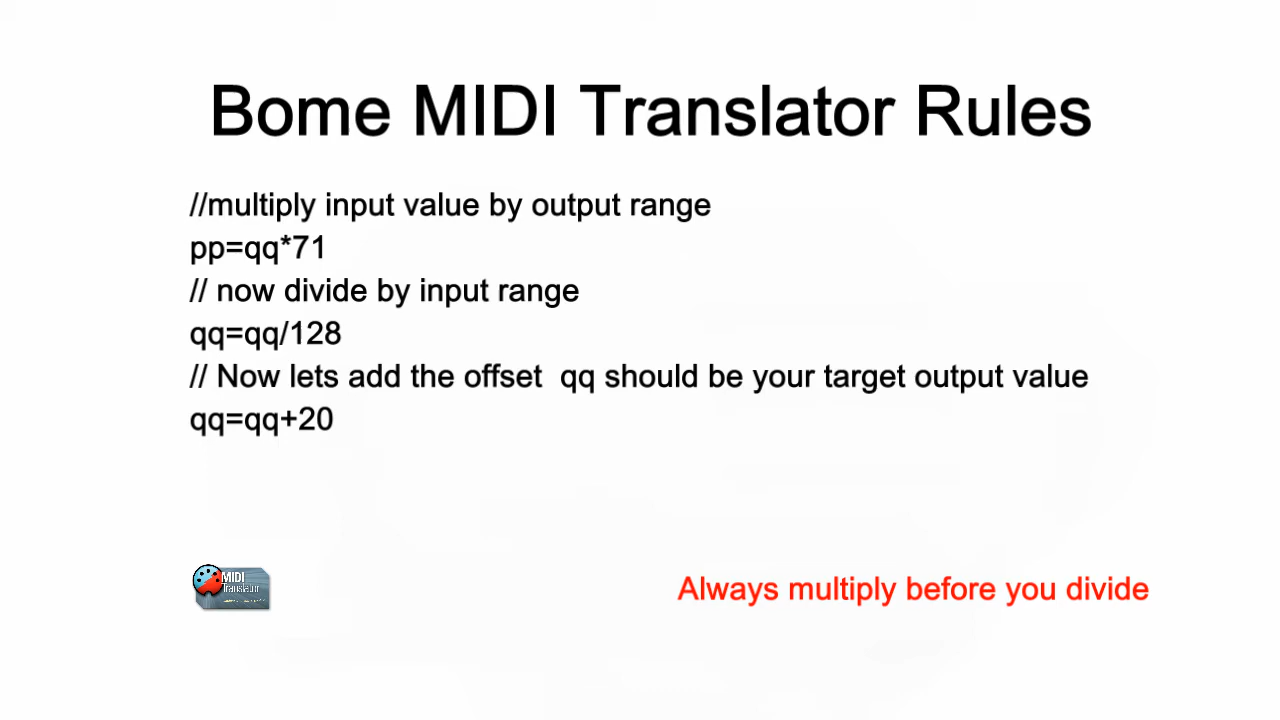 Bome MIDI Translator Rules
//multiply input value by output range
pp=qq*71
// now divide by input range
qq=qq/128
// Now lets add the offset  qq should be your target output value
qq=qq+20
MIDI
Translator
Always multiply before you divide